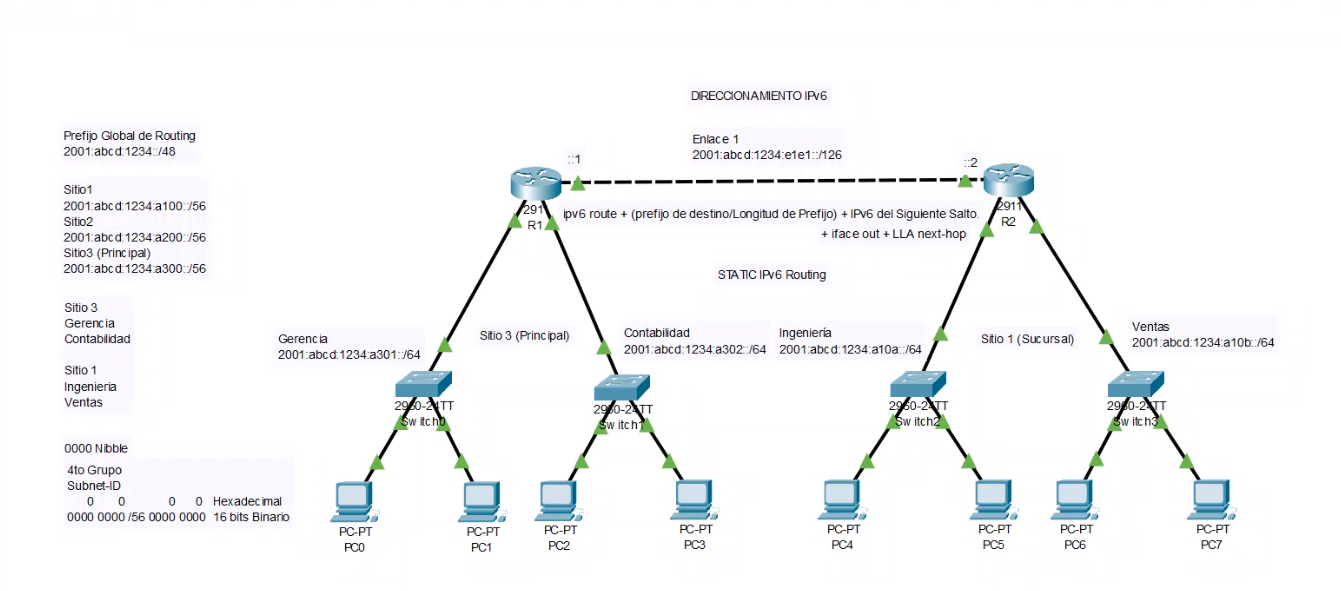 DIRECCIONAMIENTO IPv6
Prefijo Global de Routing
2001:abcd:1234::/48
Enlace 1
2001:abcd:1234:e1e1::/126
::1
::2
Sitio1
2001:abcd:1234:a100::/56
Sitio2
2001:abcd:1234:a200::/56
Sitio3 (Principal)
2001:abcd:1234:a300::/56
R1
2911
R2
ipv6 route + (prefijo de destino/Longitud de Prefijo) + IPv6 del Siguiente Salto.
+ iface out + LLA next-hop
STATIC IPv6 Routing
Sitio 3
Gerencia
Contabilidad
Sitio 1
Ingenieria
Ventas
Gerencia
2001:abcd:1234:a301::/64
Sitio 3 (Principal)
Contabilidad
2001:abcd:1234:a302::/64
Ingeniería
2001:abcd:1234:a10a::/64
Sitio 1 (Sucursal)
Ventas
2001:abcd:1234:a10b::/64
2960-24TT
Switch0
2960-24TT
Switch1
2960-24TT
Switch2
2960-24TT
Switch3
0000 Nibble
4to Grupo
Subnet-ID
0 0 0 0 Hexadecimal
0000 0000 /56 0000 0000 16 bits Binario
PC-PT
PC0
PC-PT
PC1
PC-PT
PC2
PC-PT
PC3
PC-PT
PC4
PC-PT
PC5
PC-PT
PC6
PC-PT
PC7